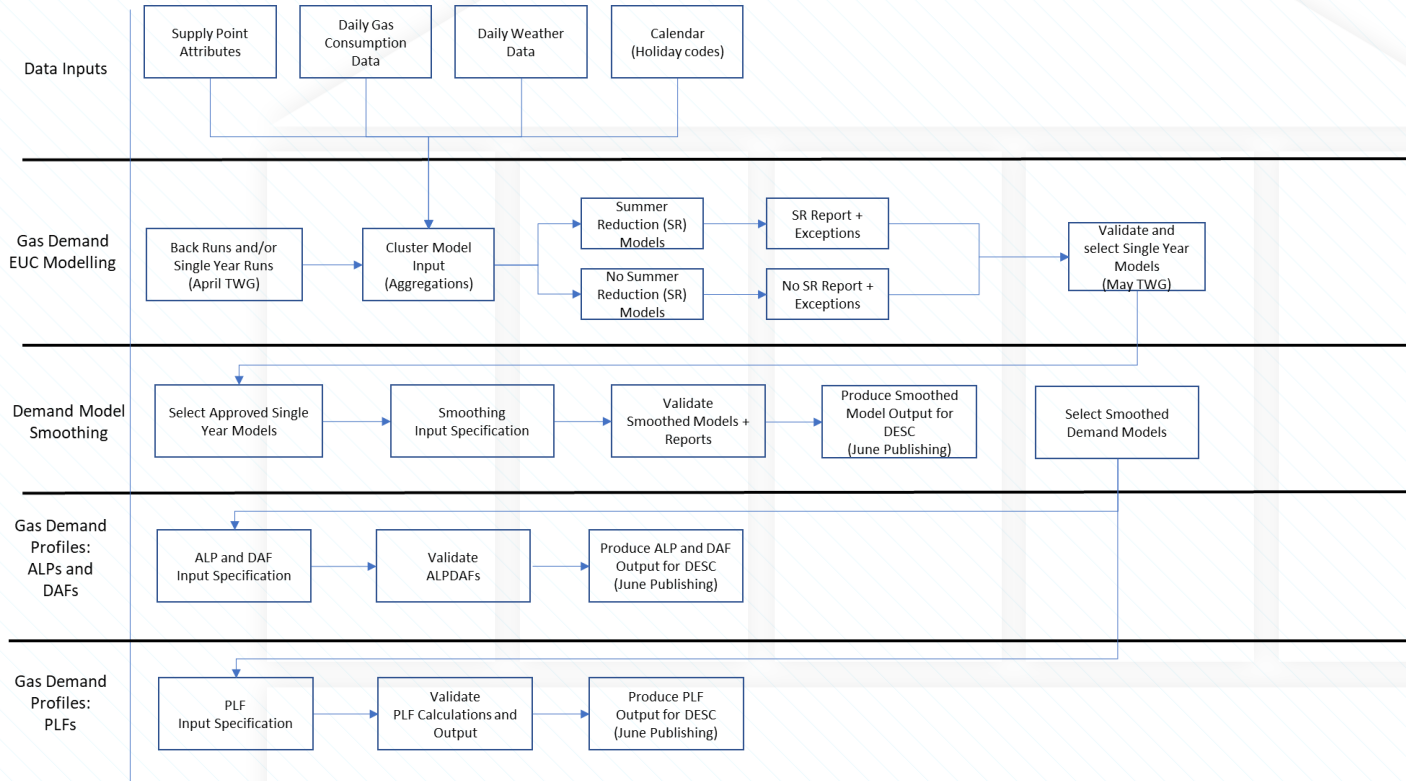 Data Inputs
Supply Point
Attributes
Daily Gas
Consumption
Data
Daily Weather
Data
Calendar
(Holiday codes)
Gas Demand
EUC Modelling
Back Runs and/or
Single Year Runs
(April TWG)
Cluster Model
Input
(Aggregations)
Summer
Reduction (SR)
Models
No Summer
Reduction (SR)
Models
SR Report +
Exceptions
No SR Report +
Exceptions
Validate and
select Single Year
Models
(May TWG)
Demand Model
Smoothing
Select Approved Single
Year Models
Smoothing
Input Specification
Validate
Smoothed Models +
Reports
Produce Smoothed
Model Output for
DESC
(June Publishing)
Select Smoothed
Demand Models
Gas Demand
Profiles:
ALPs and
DAFs
ALP and DAF
Input Specification
Validate
ALPDAFs
Produce ALP and DAF
Output for DESC
(June Publishing)
Gas Demand
Profiles:
PLFs
PLF
Input Specification
Validate
PLF Calculations and
Output
Produce PLF
Output for DESC
(June Publishing)